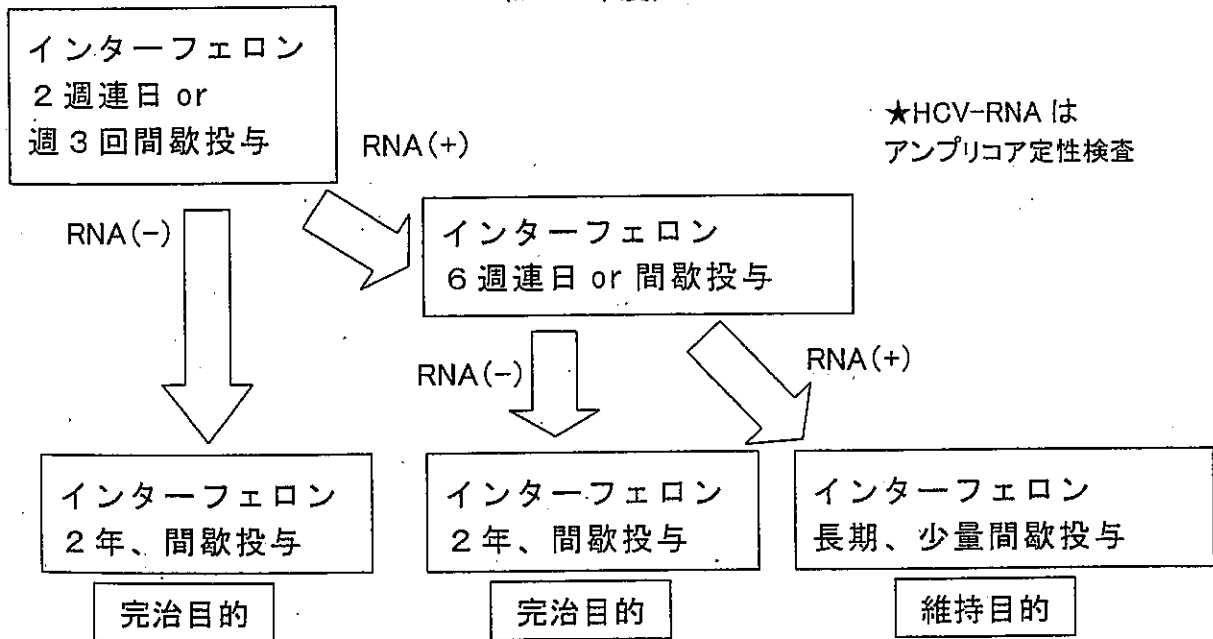 インターフェロン
2週連日 or
週3回間歇投与
RNA(+)
★HCV-RNA は
アンプリコア定性検査
RNA(-)
インターフェロン
6週連日 or 間歇投与
RNA(-)
RNA(+)
インターフェロン
2年、間歇投与
インターフェロン
2年、間歇投与
インターフェロン
長期、少量間歇投与
完治目的
完治目的
維持目的